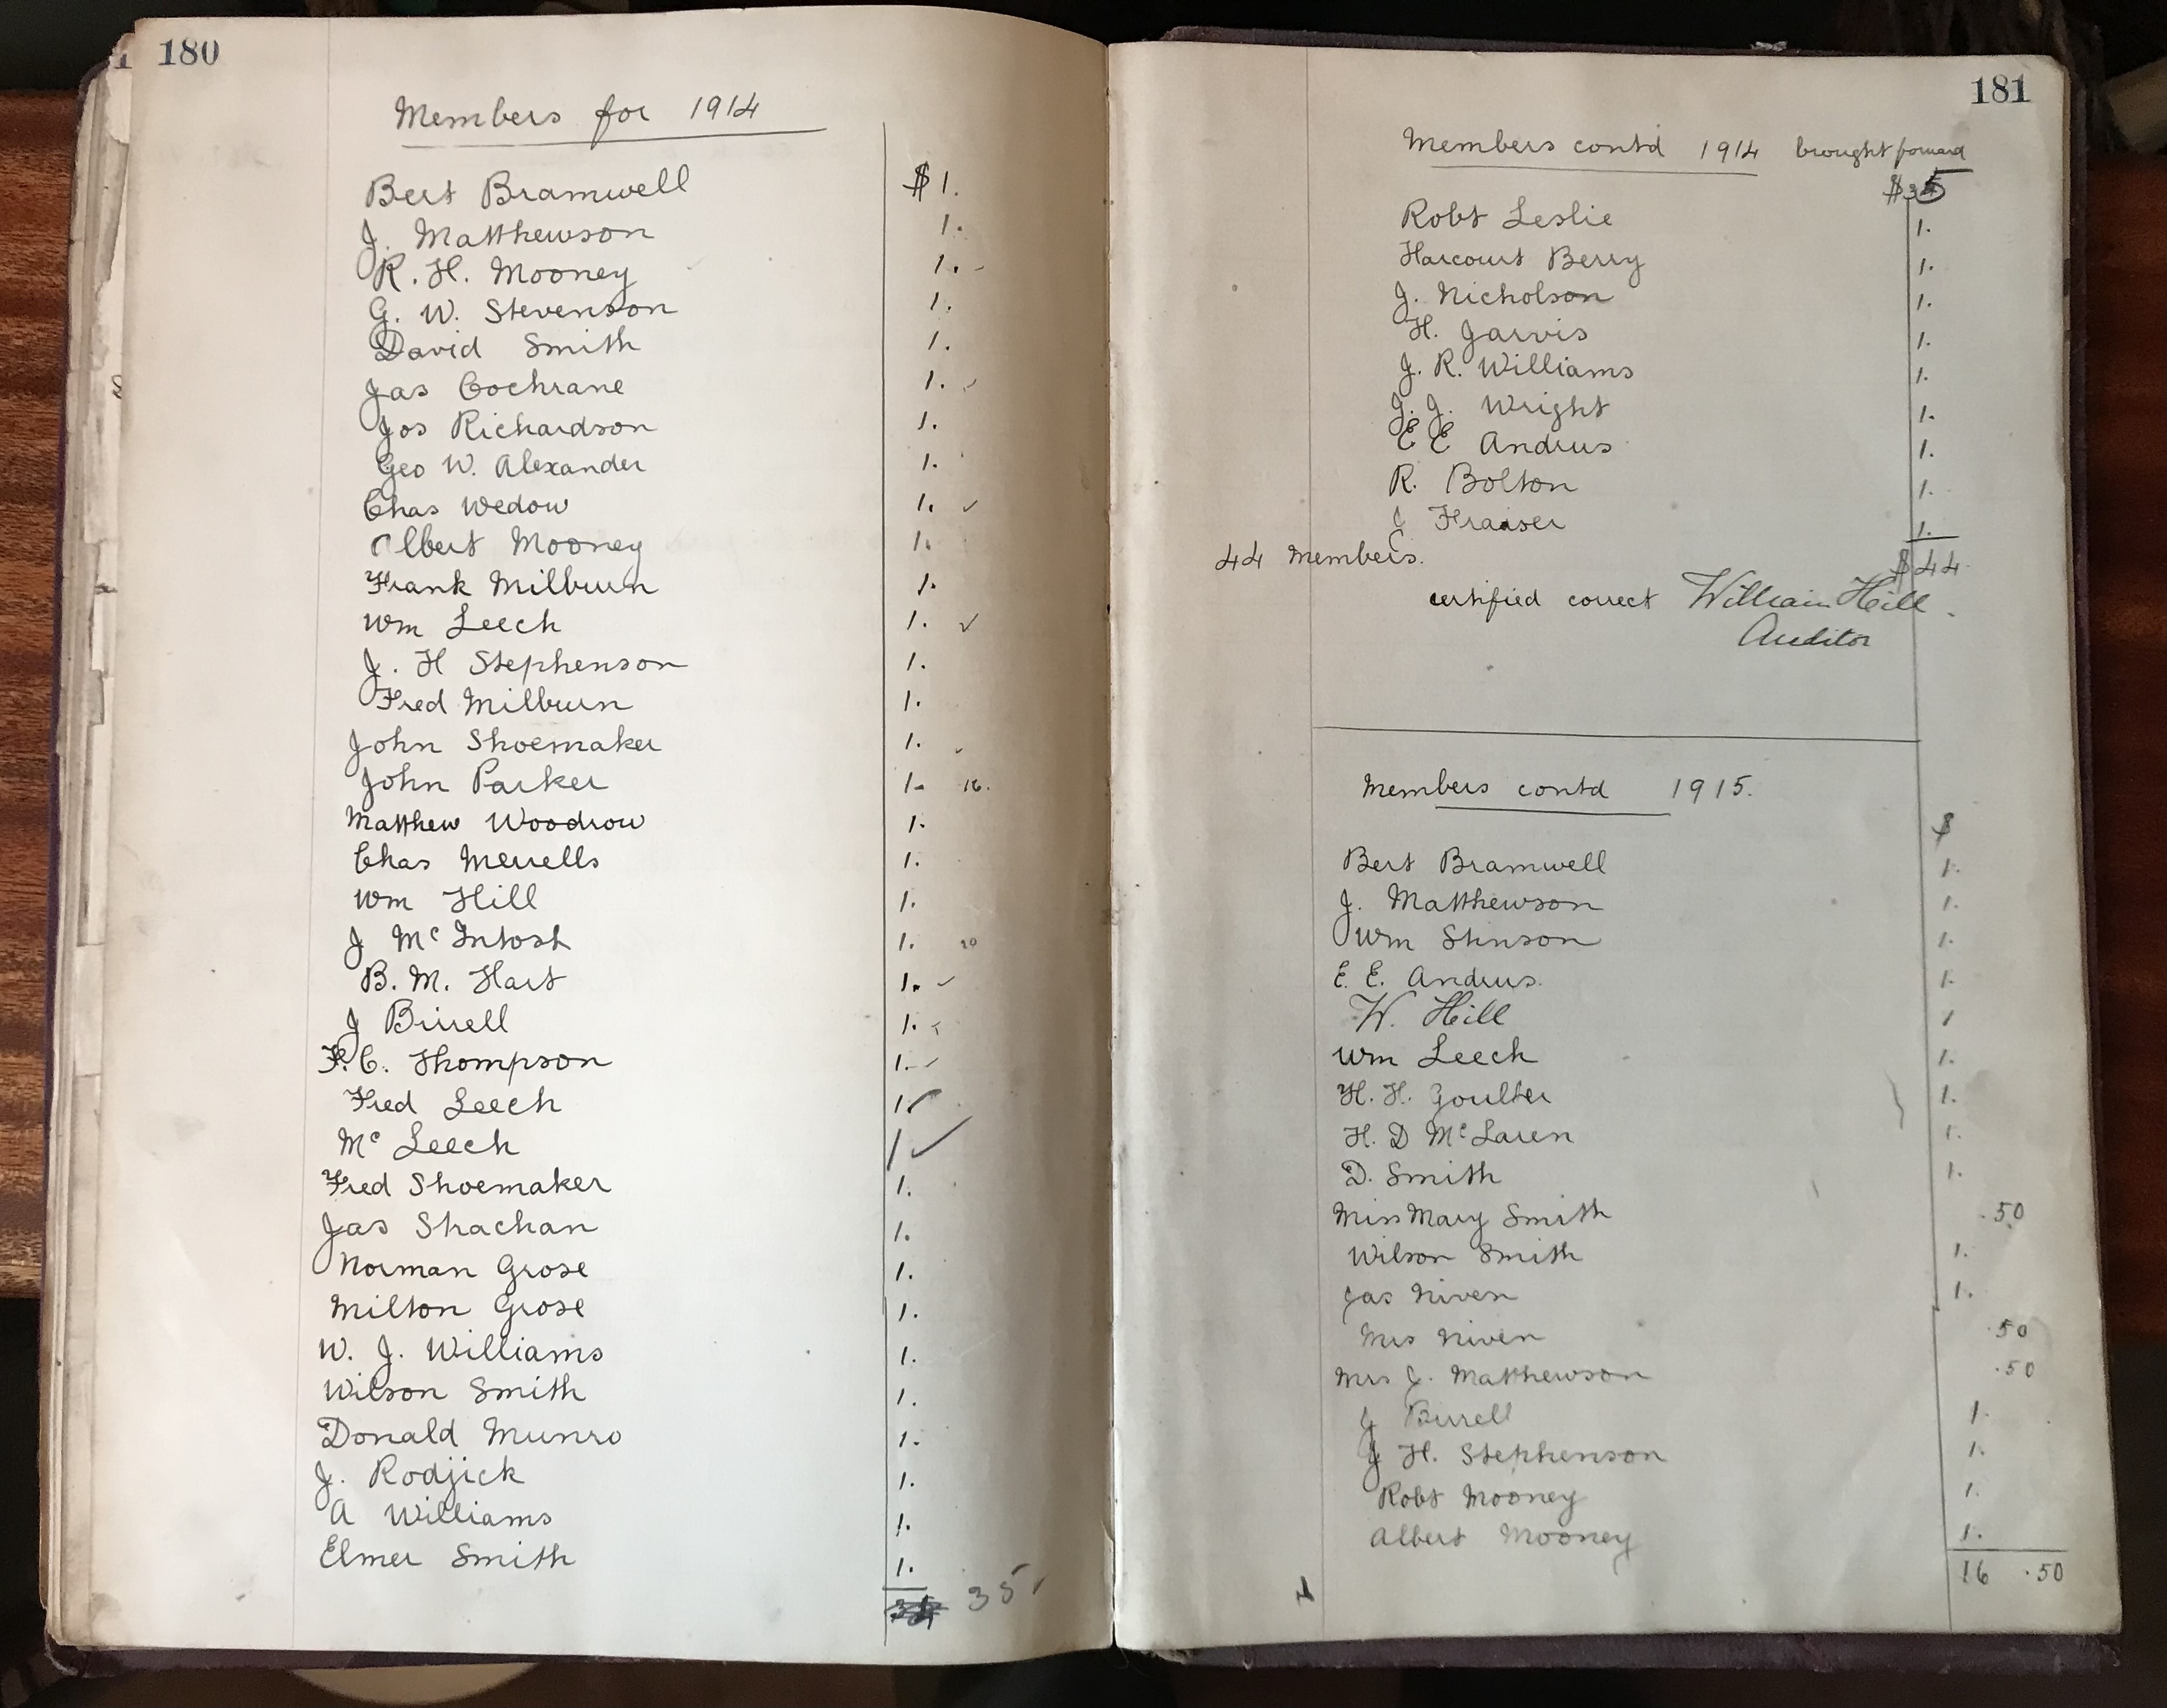 180
Members for 1914
Bert Bramwell $1.
J. Matthewson 1.
R. H. Mooney 1.
G. W. Stevenson 1.
David Smith 1.
Jas Cochrane 1.
Jos Richardson 1.
Geo W. Alexander 1.
Chas Wedow 1. ✓
Albert Mooney 1.
Frank Milburn 1.
Wm Leech 1. ✓
J. H Stephenson 1.
Fred Milburn 1.
John Shoemaker 1.
John Parker 1. 16.
Matthew Woodrow 1.
Chas Merrells 1.
Wm Hill 1.
J McIntosh 1. 20
B. M. Hart 1. ✓
J Birrell 1.
F. C. Thompson 1. ✓
Fred Leech 1 ✓
Mc Leech 1 ✓
Fred Shoemaker 1.
Jas Strachan 1.
Norman Grose 1.
Milton Grose 1.
W. J. Williams 1.
Wilson Smith 1.
Donald Munro 1.
J. Rodjick 1.
A Williams 1.
Elmer Smith 1.
35 ✓
181
Members contd 1914 brought forward
$35
Robt Leslie 1.
Harcourt Berry 1.
J. Nicholson 1.
H. Jarvis 1.
J. R. Williams 1.
J. J. Wright 1.
E E Andrus 1.
R. Bolton 1.
J Fraiser 1.
44 members. $44
certified correct William Hill.
Auditor
Members contd 1915.
$
Bert Bramwell 1.
J. Matthewson 1.
Wm Stinson 1.
E. E. Andrus. 1.
W. Hill 1
Wm Leech 1.
H. H. Goulter 1.
H. D McLaren 1.
D. Smith 1.
Miss Mary Smith .50
Wilson Smith 1.
Jas Niven 1.
Mrs Niven .50
Mrs J. Matthewson .50
J Birrell 1.
J H. Stephenson 1.
Robt Mooney 1.
Albert Mooney 1.
16 .50